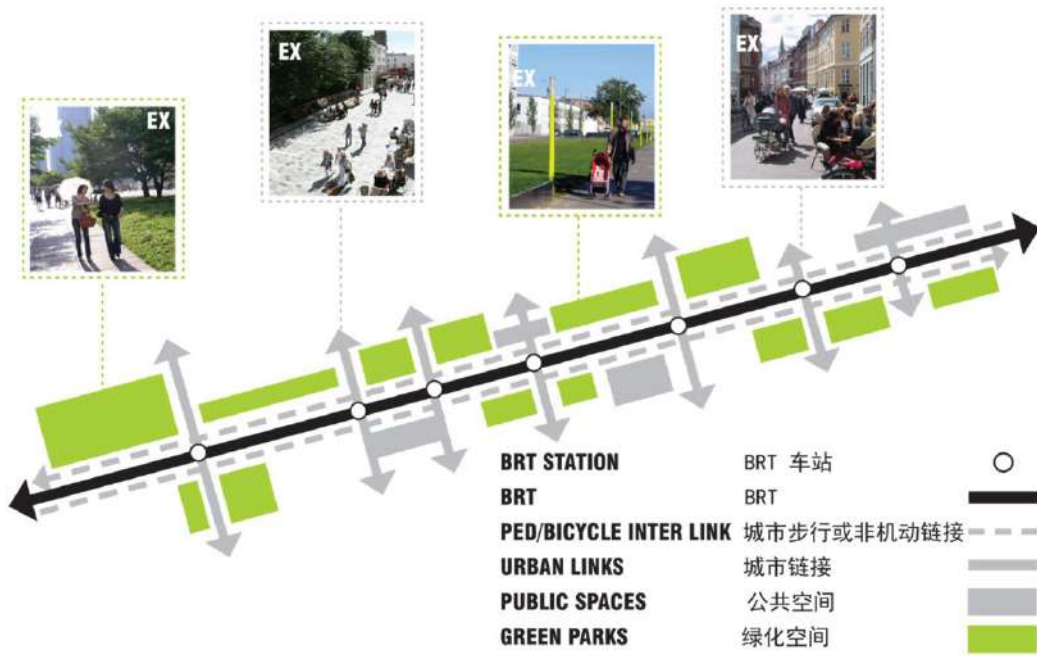 EX
EX
EX
EX
BRT STATION BRT 车站
BRT BRT
PED/BICYCLE INTER LINK 城市步行或非机动链接
URBAN LINKS 城市链接
PUBLIC SPACES 公共空间
GREEN PARKS 绿化空间